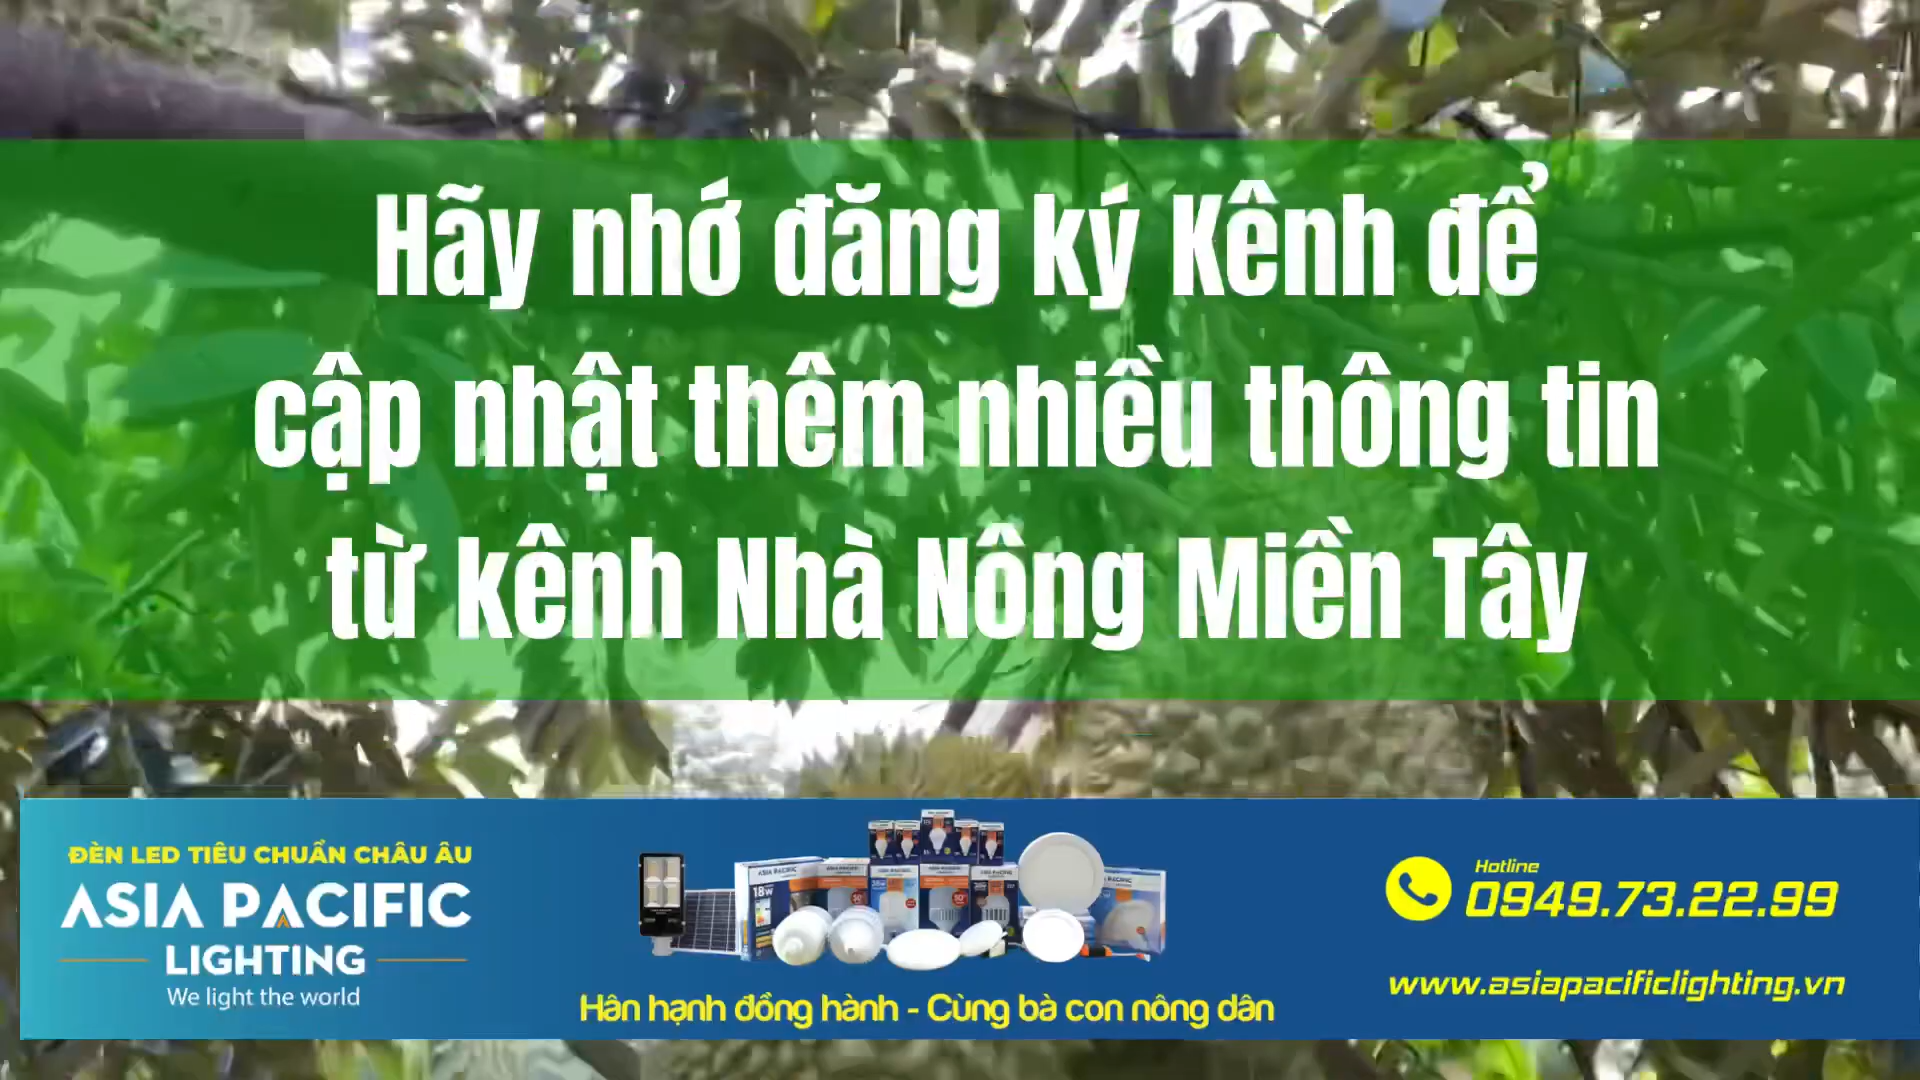 Hãy nhớ đăng ký Kênh để
cập nhật thêm nhiều thông tin
từ kênh Nhà Nông Miền Tây
ĐÈN LED TIÊU CHUẨN CHÂU ÂU
ASIA PACIFIC
LIGHTING
We light the world
18w
Hân hạnh đồng hành - Cùng bà con nông dân
Hotline
0949.73.22.99
www.asiapacificlighting.vn